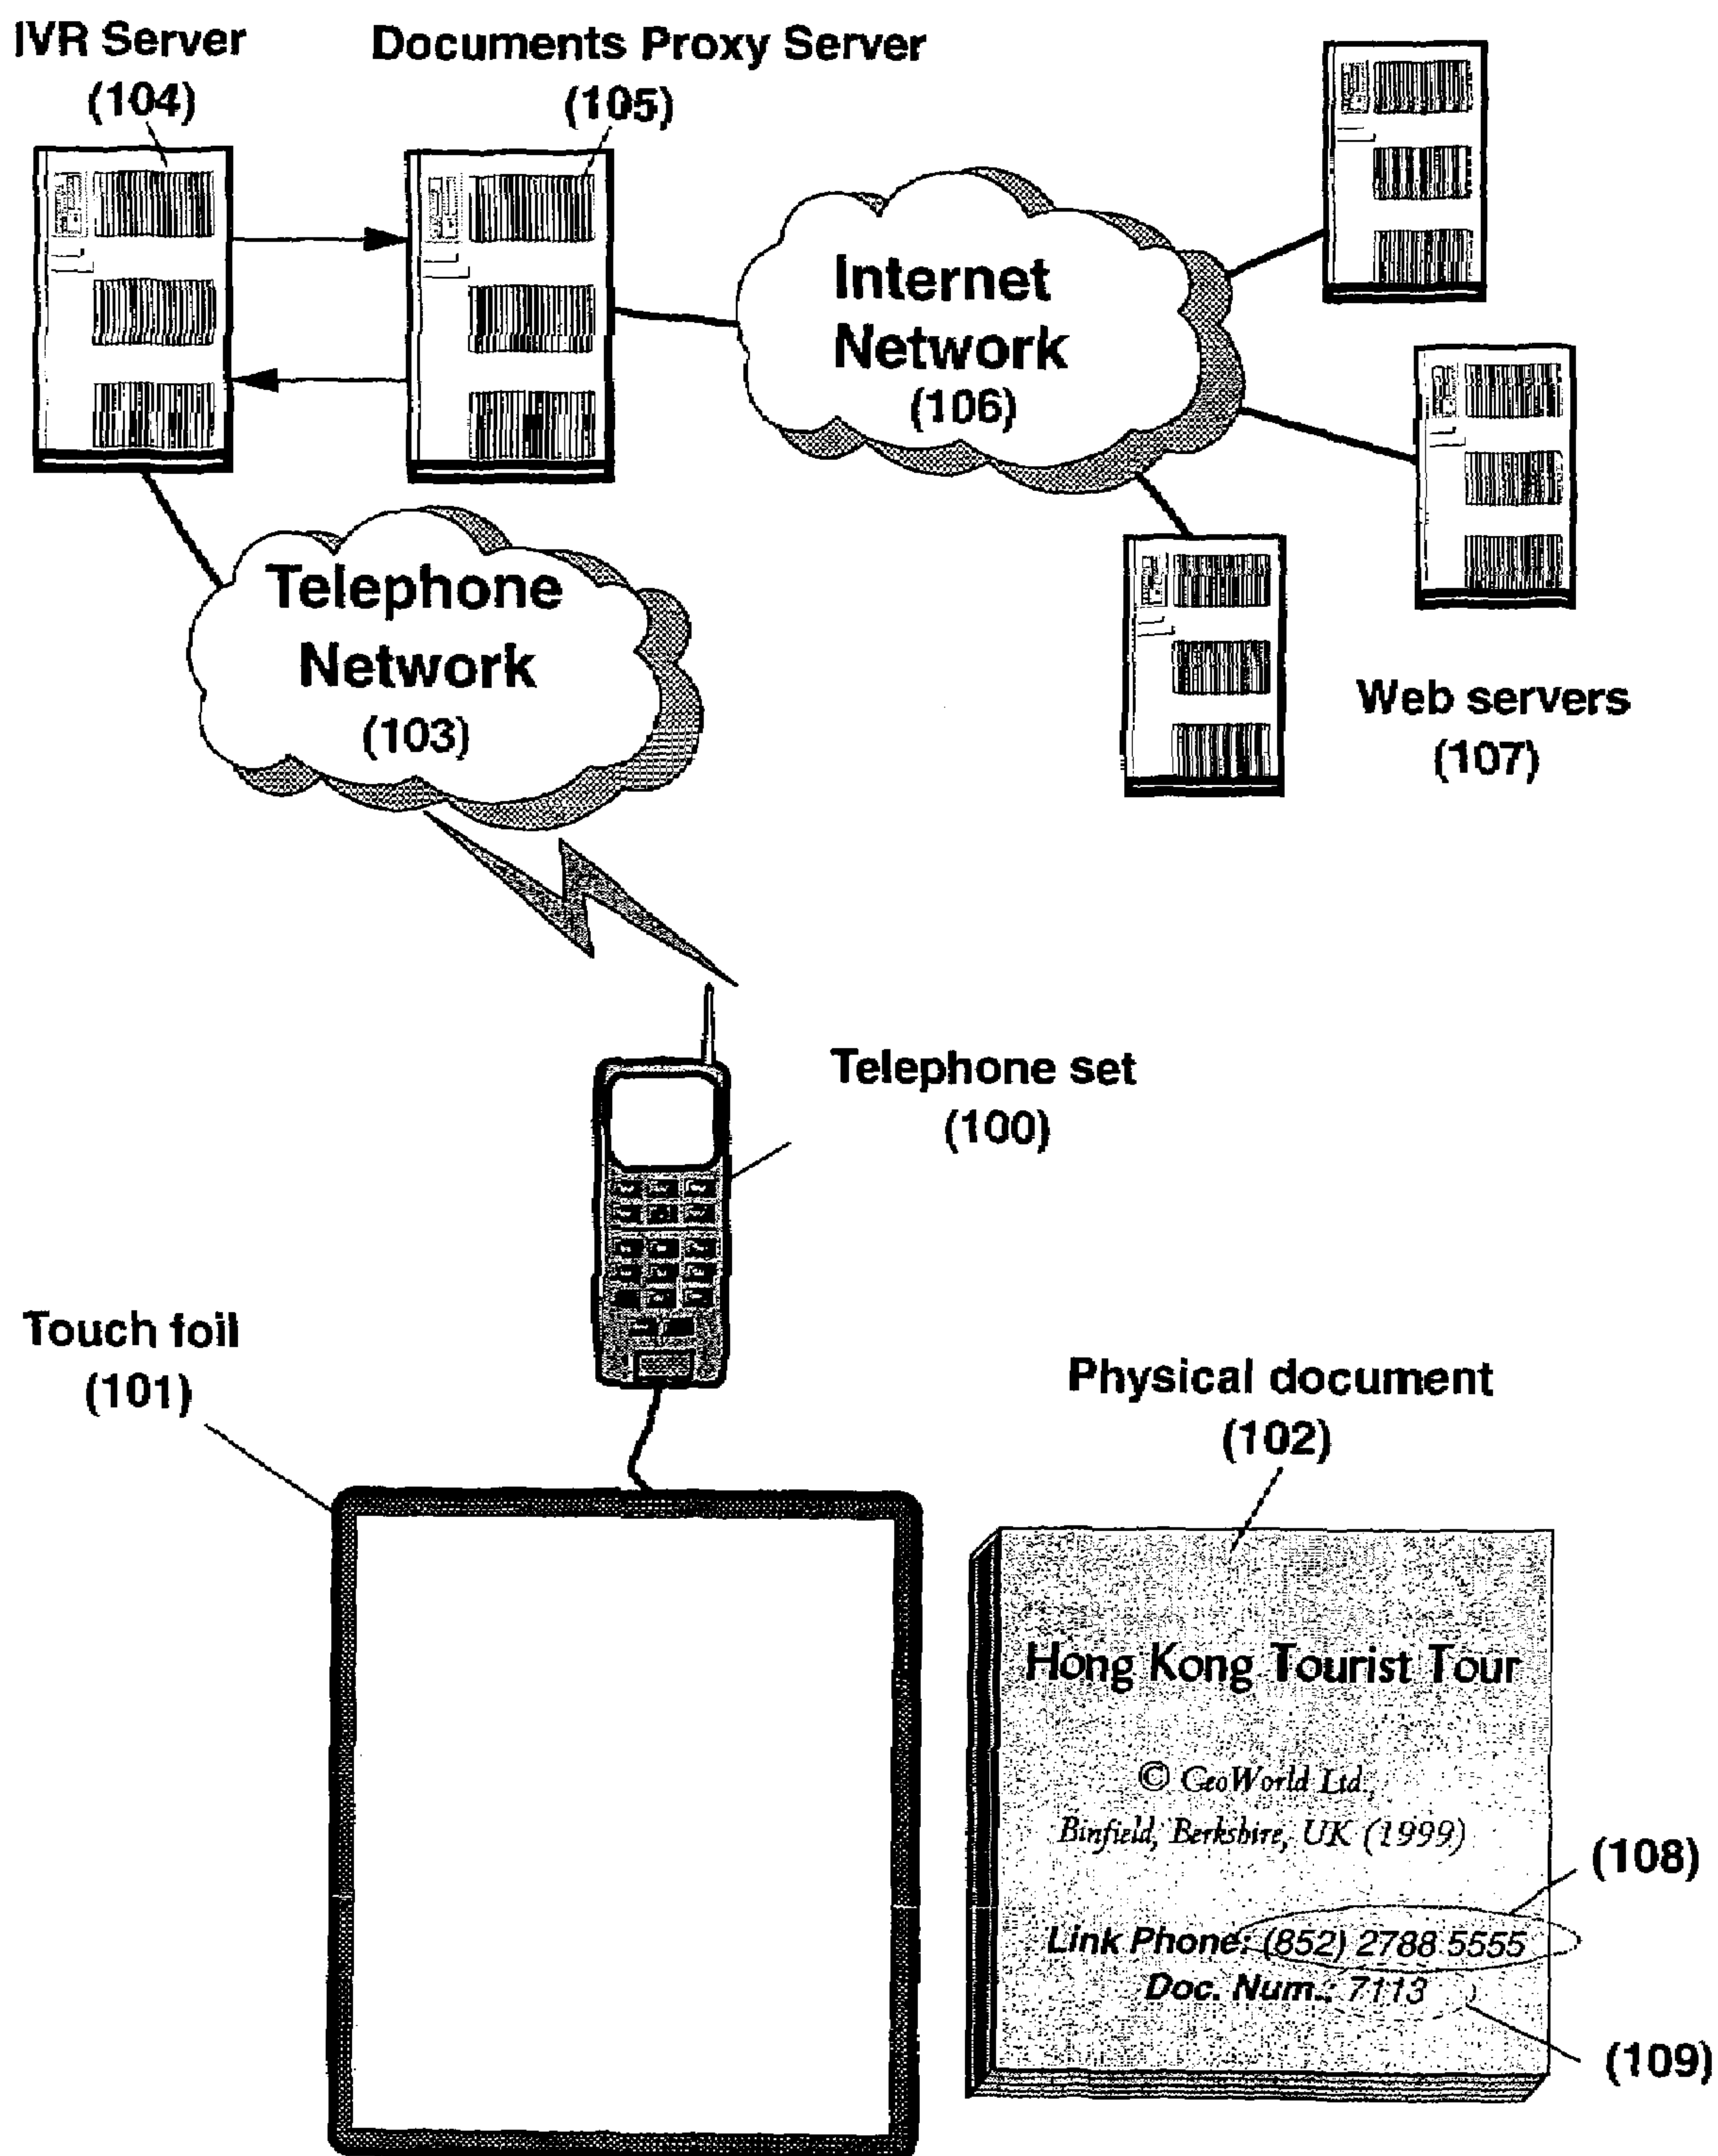 IVR Server
(104)
Documents Proxy Server
(105)
Internet
Network
(106)
Telephone
Network
(103)
Web servers
(107)
Telephone set
(100)
Touch foil
(101)
Physical document
(102)
Hong Kong Tourist Tour
© GeoWorld Ltd.,
Binfield, Berkshire, UK (1999)
(108)
Link Phone: (852) 2788 5555
Doc. Num.: 7113
(109)